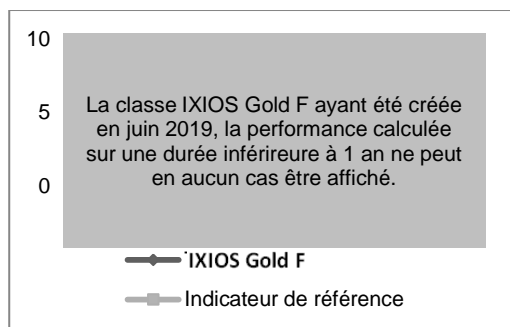 10
5
0
La classe IXIOS Gold F ayant été créée
en juin 2019, la performance calculée
sur une durée inférireure à 1 an ne peut
en aucun cas être affiché.
IXIOS Gold F
Indicateur de référence